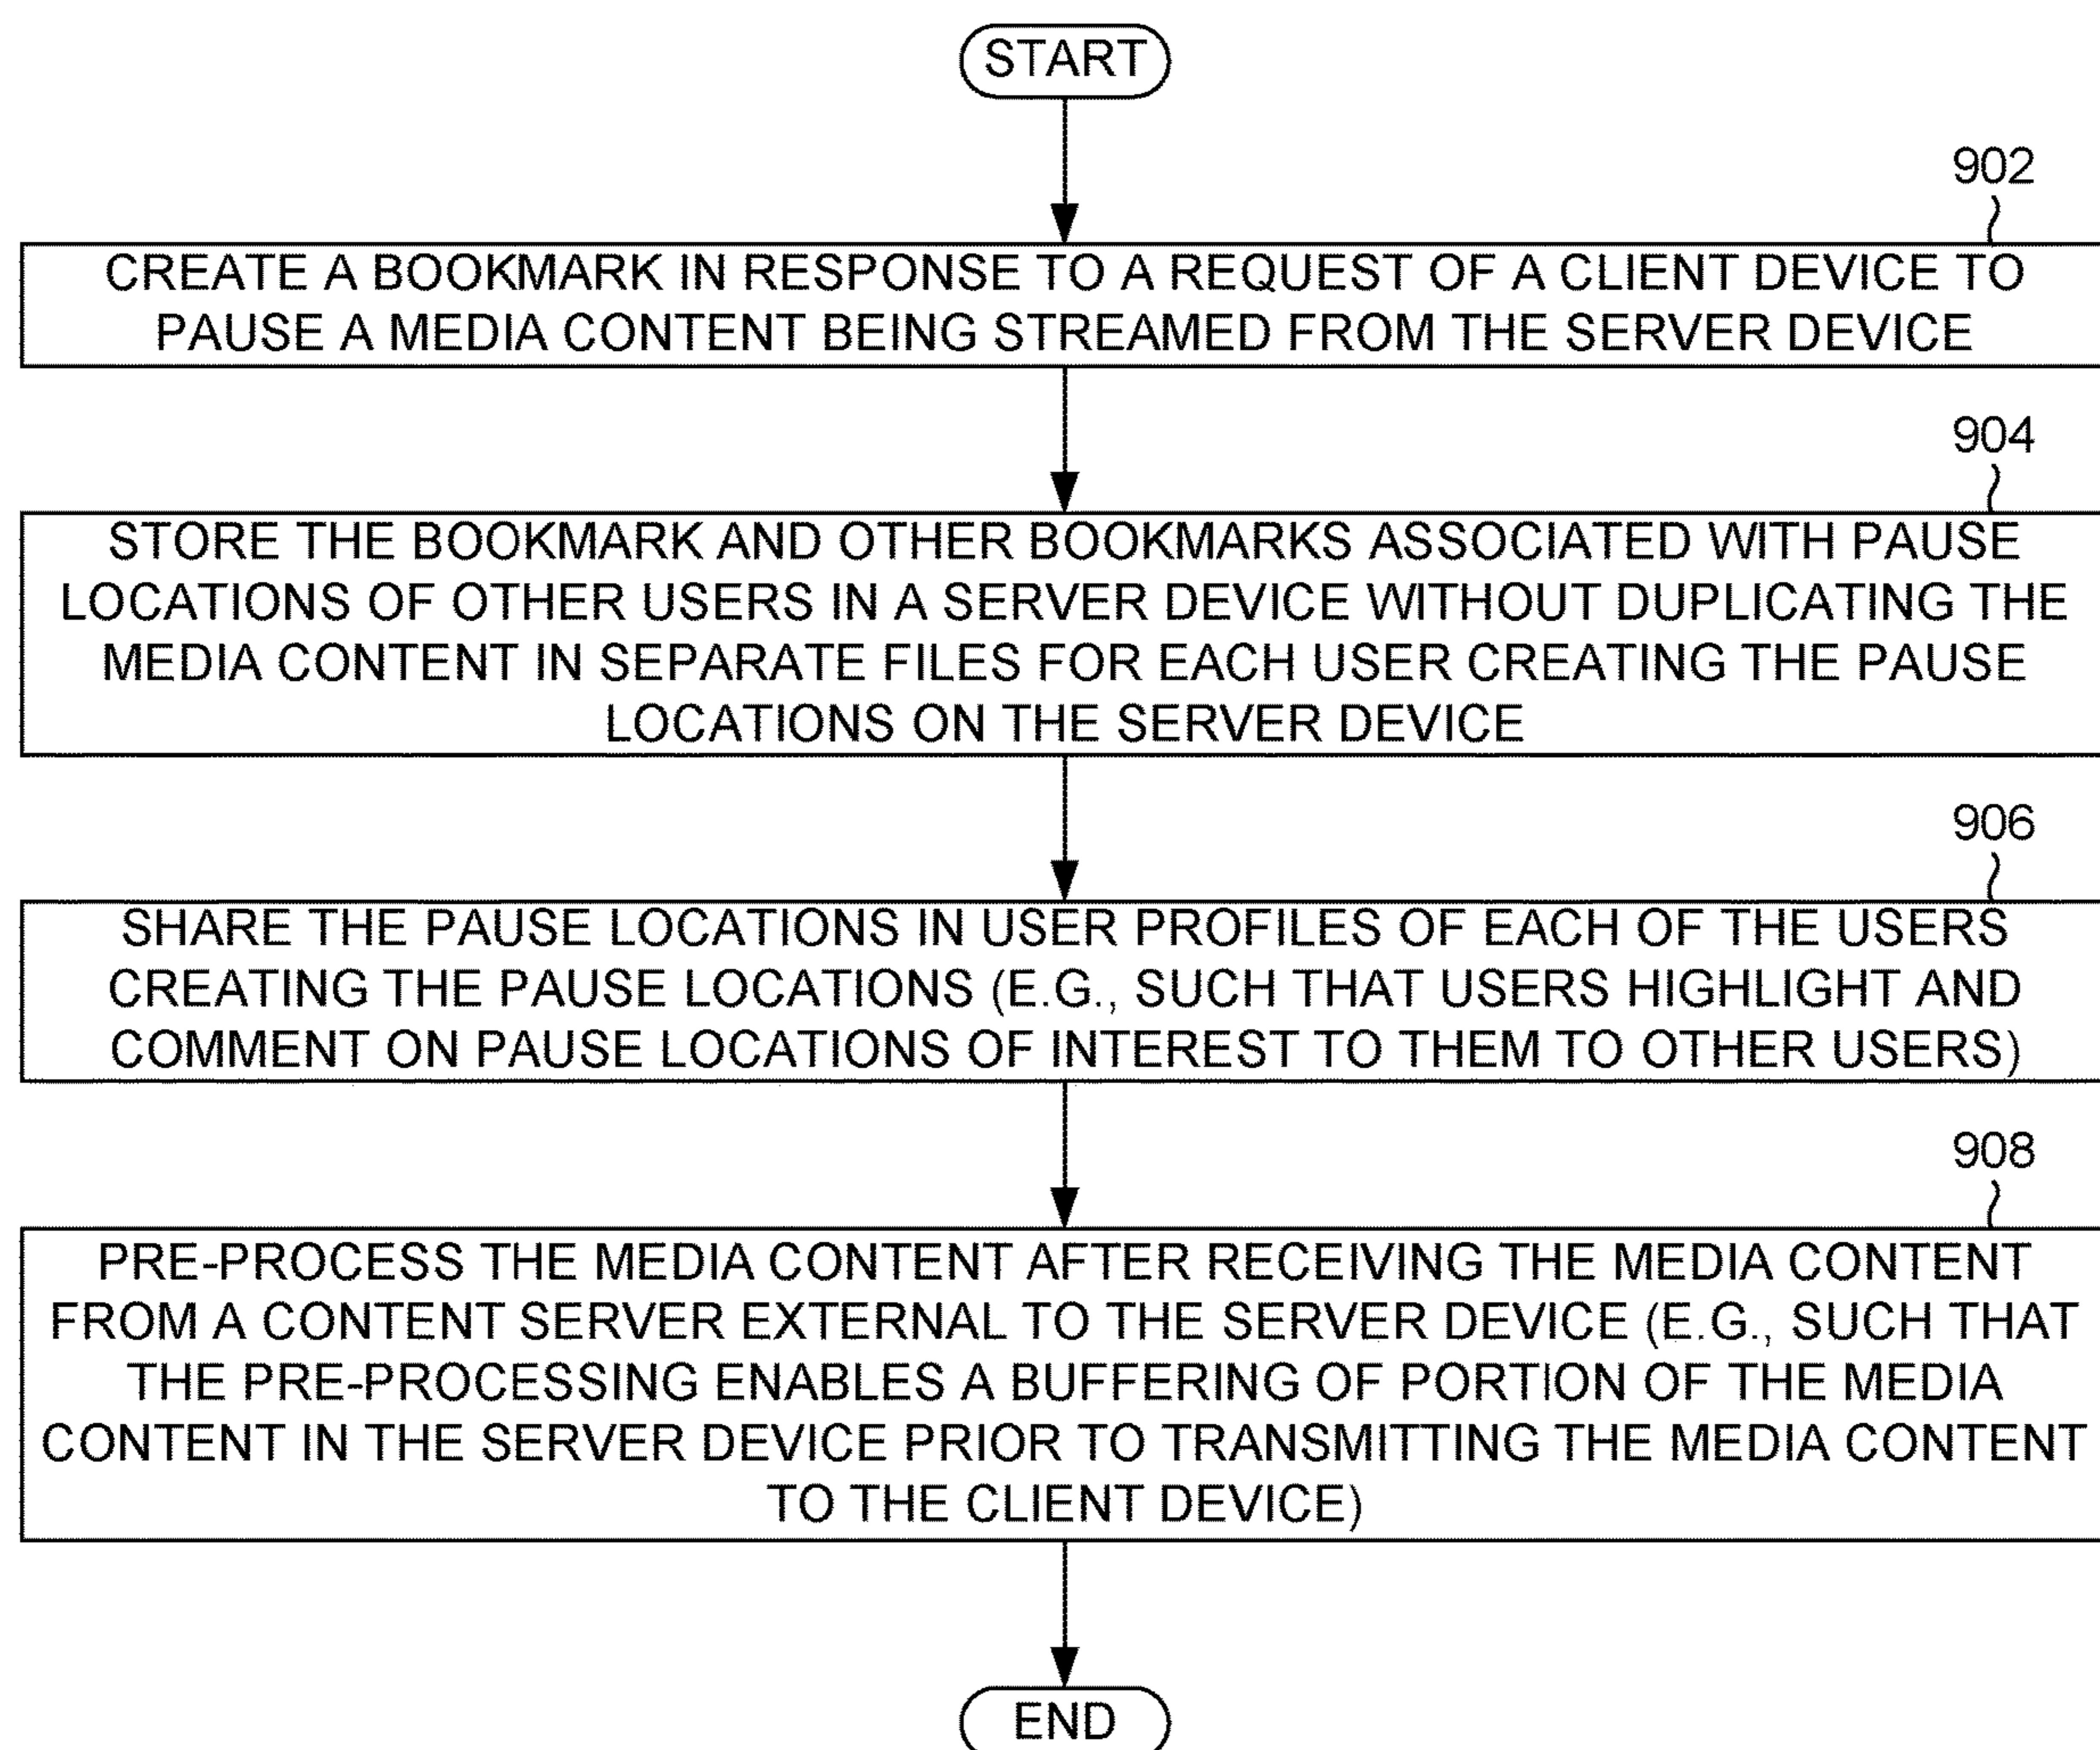 START
902
CREATE A BOOKMARK IN RESPONSE TO A REQUEST OF A CLIENT DEVICE TO
PAUSE A MEDIA CONTENT BEING STREAMED FROM THE SERVER DEVICE
904
STORE THE BOOKMARK AND OTHER BOOKMARKS ASSOCIATED WITH PAUSE
LOCATIONS OF OTHER USERS IN A SERVER DEVICE WITHOUT DUPLICATING THE
MEDIA CONTENT IN SEPARATE FILES FOR EACH USER CREATING THE PAUSE
LOCATIONS ON THE SERVER DEVICE
906
SHARE THE PAUSE LOCATIONS IN USER PROFILES OF EACH OF THE USERS
CREATING THE PAUSE LOCATIONS (E.G., SUCH THAT USERS HIGHLIGHT AND
COMMENT ON PAUSE LOCATIONS OF INTEREST TO THEM TO OTHER USERS)
908
PRE-PROCESS THE MEDIA CONTENT AFTER RECEIVING THE MEDIA CONTENT
FROM A CONTENT SERVER EXTERNAL TO THE SERVER DEVICE (E.G., SUCH THAT
THE PRE-PROCESSING ENABLES A BUFFERING OF PORTION OF THE MEDIA
CONTENT IN THE SERVER DEVICE PRIOR TO TRANSMITTING THE MEDIA CONTENT
TO THE CLIENT DEVICE)
END